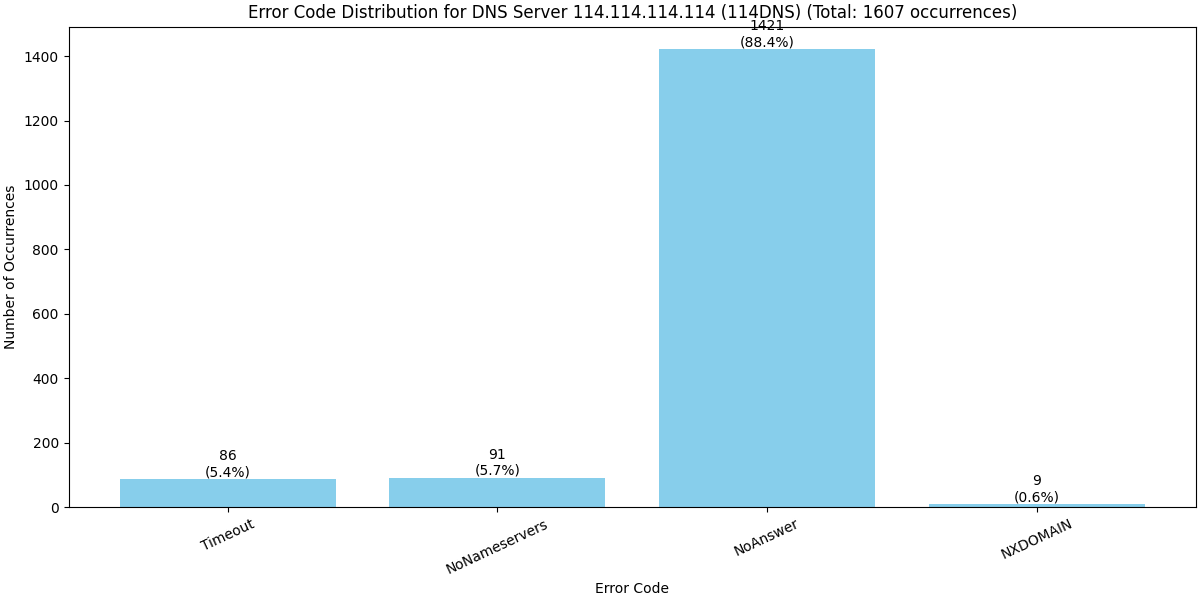 Error Code Distribution for DNS Server 114.114.114.114 (114DNS) (Total: 1607 occurrences)
Number of Occurrences
1400
1200
1000
800
600
400
200
0
86
(5.4%)
91
(5.7%)
1421
(88.4%)
9
(0.6%)
Timeout
NoNameservers
NoAnswer
NXDOMAIN
Error Code